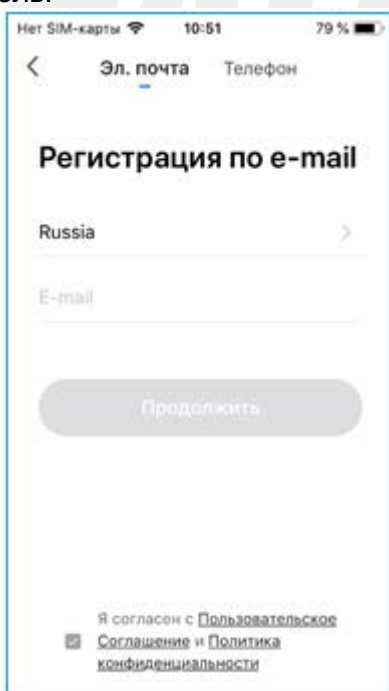 Нет SIM-карты 10:51 79 %
Эл. почта Телефон
Регистрация по e-mail
Russia
E-mail
Продолжить
Я согласен с Пользовательское
Соглашение и Политика
конфиденциальности